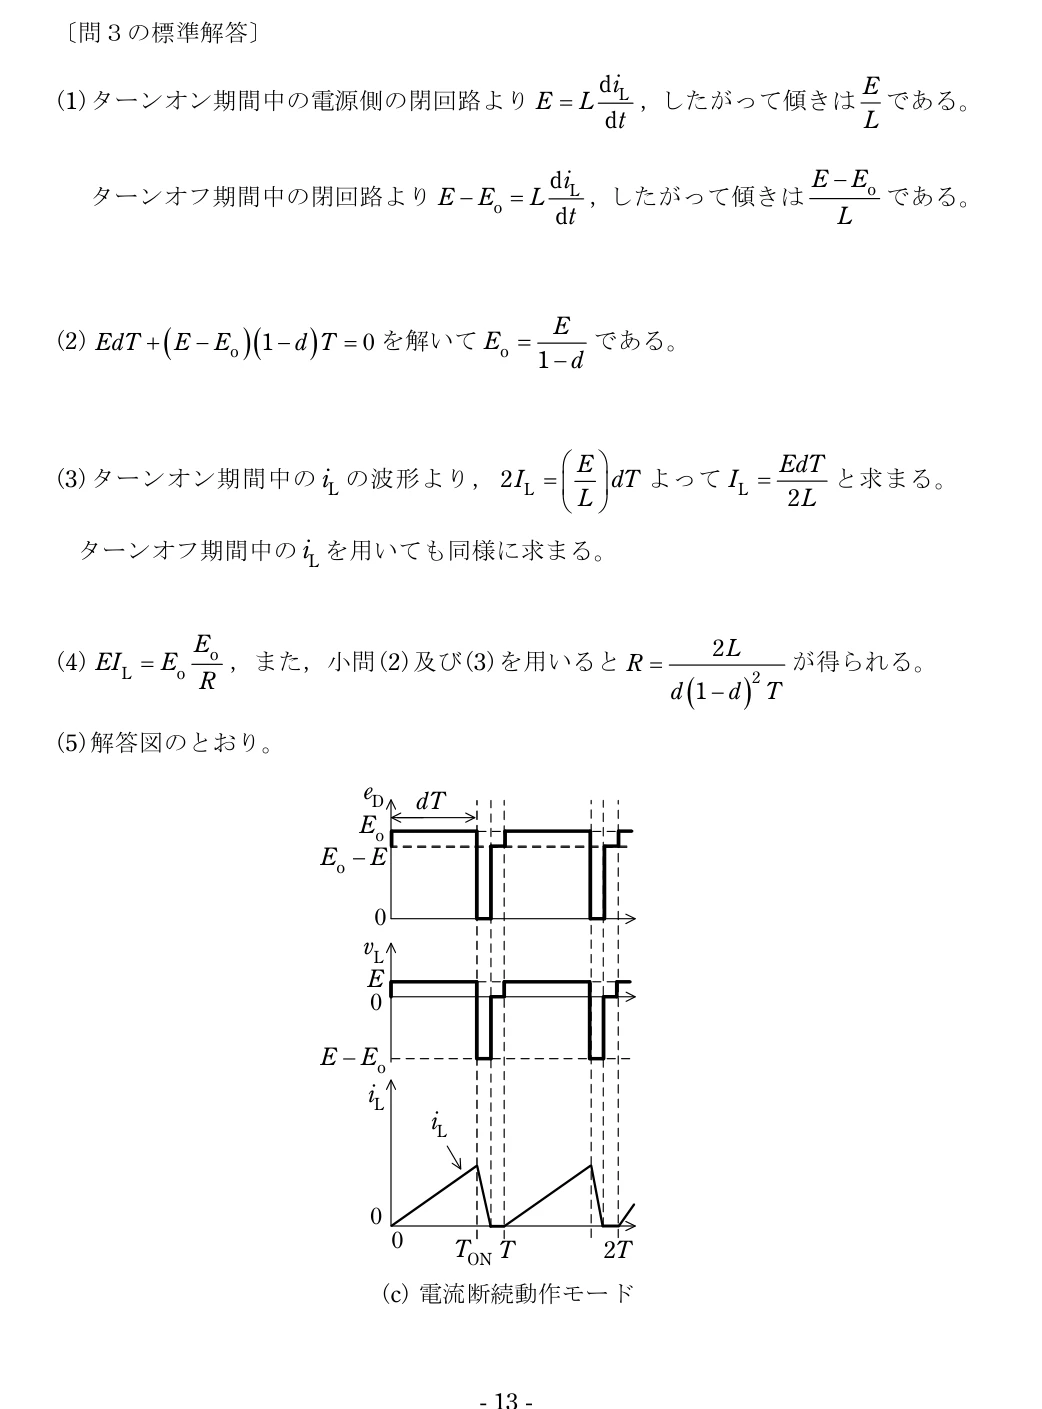 〔問３の標準解答〕
(1)ターンオン期間中の電源側の閉回路より E = L di_L/dt ，したがって傾きは E/L である。
ターンオフ期間中の閉回路より E − E_o = L di_L/dt ，したがって傾きは (E − E_o)/L である。
(2) EdT + (E − E_o)(1 − d)T = 0 を解いて E_o = E/(1 − d) である。
(3)ターンオン期間中の i_L の波形より， 2I_L = (E/L)dT よって I_L = EdT/2L と求まる。
ターンオフ期間中の i_L を用いても同様に求まる。
(4) EI_L = E_o E_o/R ，また，小問(2)及び(3)を用いると R = 2L/(d(1 − d)^2 T) が得られる。
(5)解答図のとおり。
e_D
dT
E_o
E_o − E
0
v_L
E
0
E − E_o
i_L
i_L
0
0
T_ON T 2T
(c) 電流断続動作モード
- 13 -